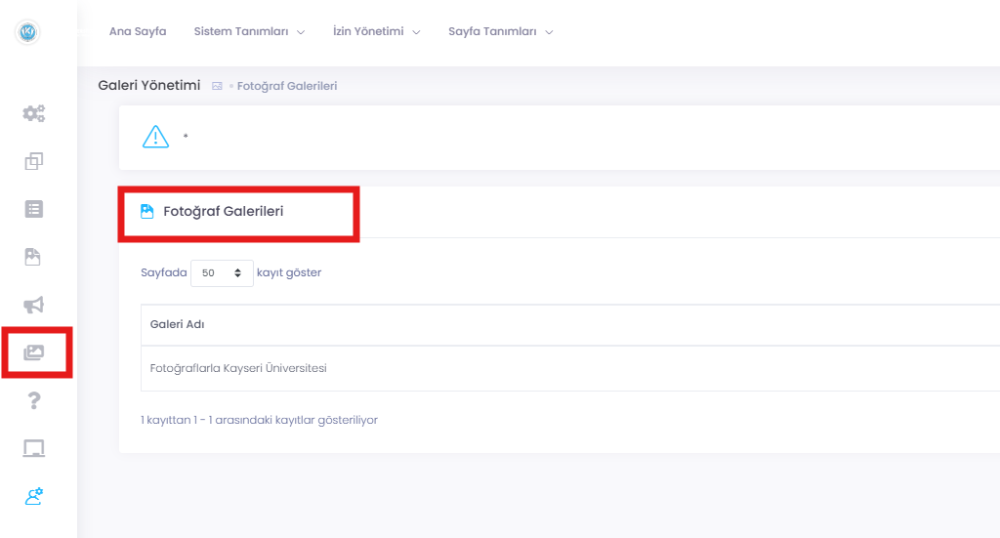 Ana Sayfa Sistem Tanımları İzin Yönetimi Sayfa Tanımları
Galeri Yönetimi • Fotoğraf Galerileri
*
Fotoğraf Galerileri
Sayfada 50 kayıt göster
Galeri Adı
Fotoğraflarla Kayseri Üniversitesi
1 kayıttan 1 - 1 arasındaki kayıtlar gösteriliyor